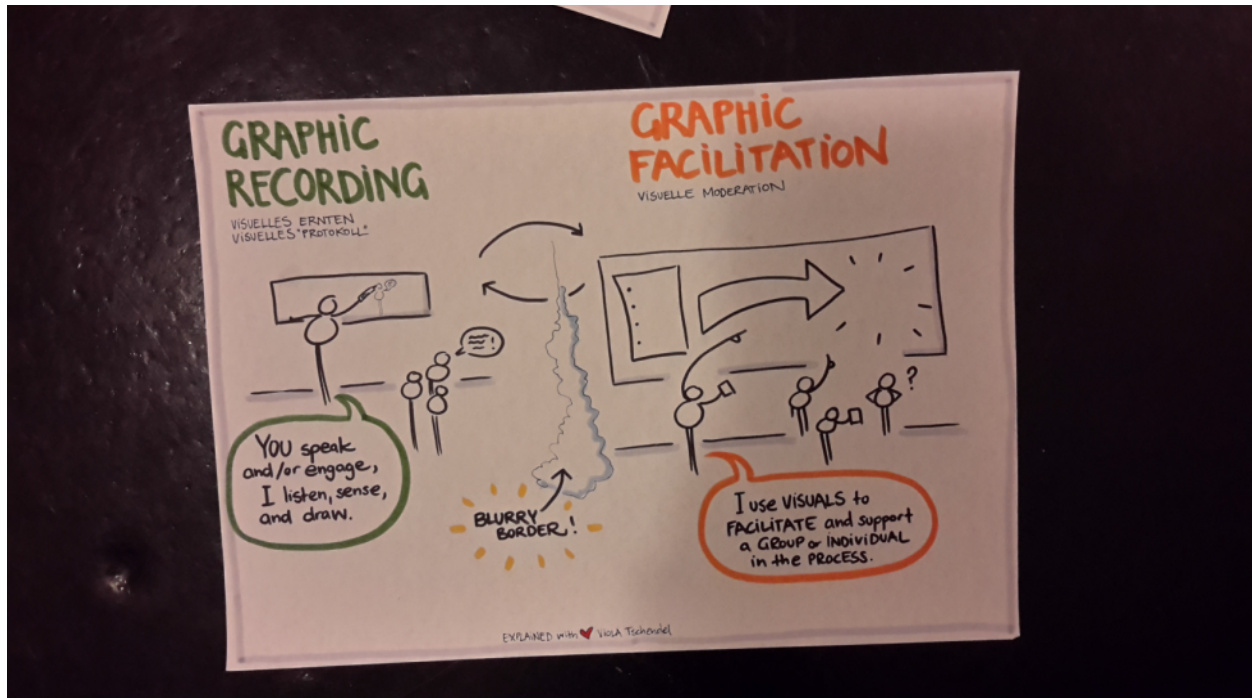 GRAPHiC
RECORDiNG
ViSUELLES ERNTEN
ViSUELLES "PROTOKOLL"
YOU speak
and/or engage,
I listen, sense,
and draw.
!
BLURRY
BORDER!
GRAPHiC
FACiLiTATiON
ViSUELLE MODERATiON
?
I use ViSUALS to
FACiLiTATE and support
a GROUP or iNDiViDUAL
in the PROCESS.
EXPLAiNED with ❤ ViOLA Tschendel